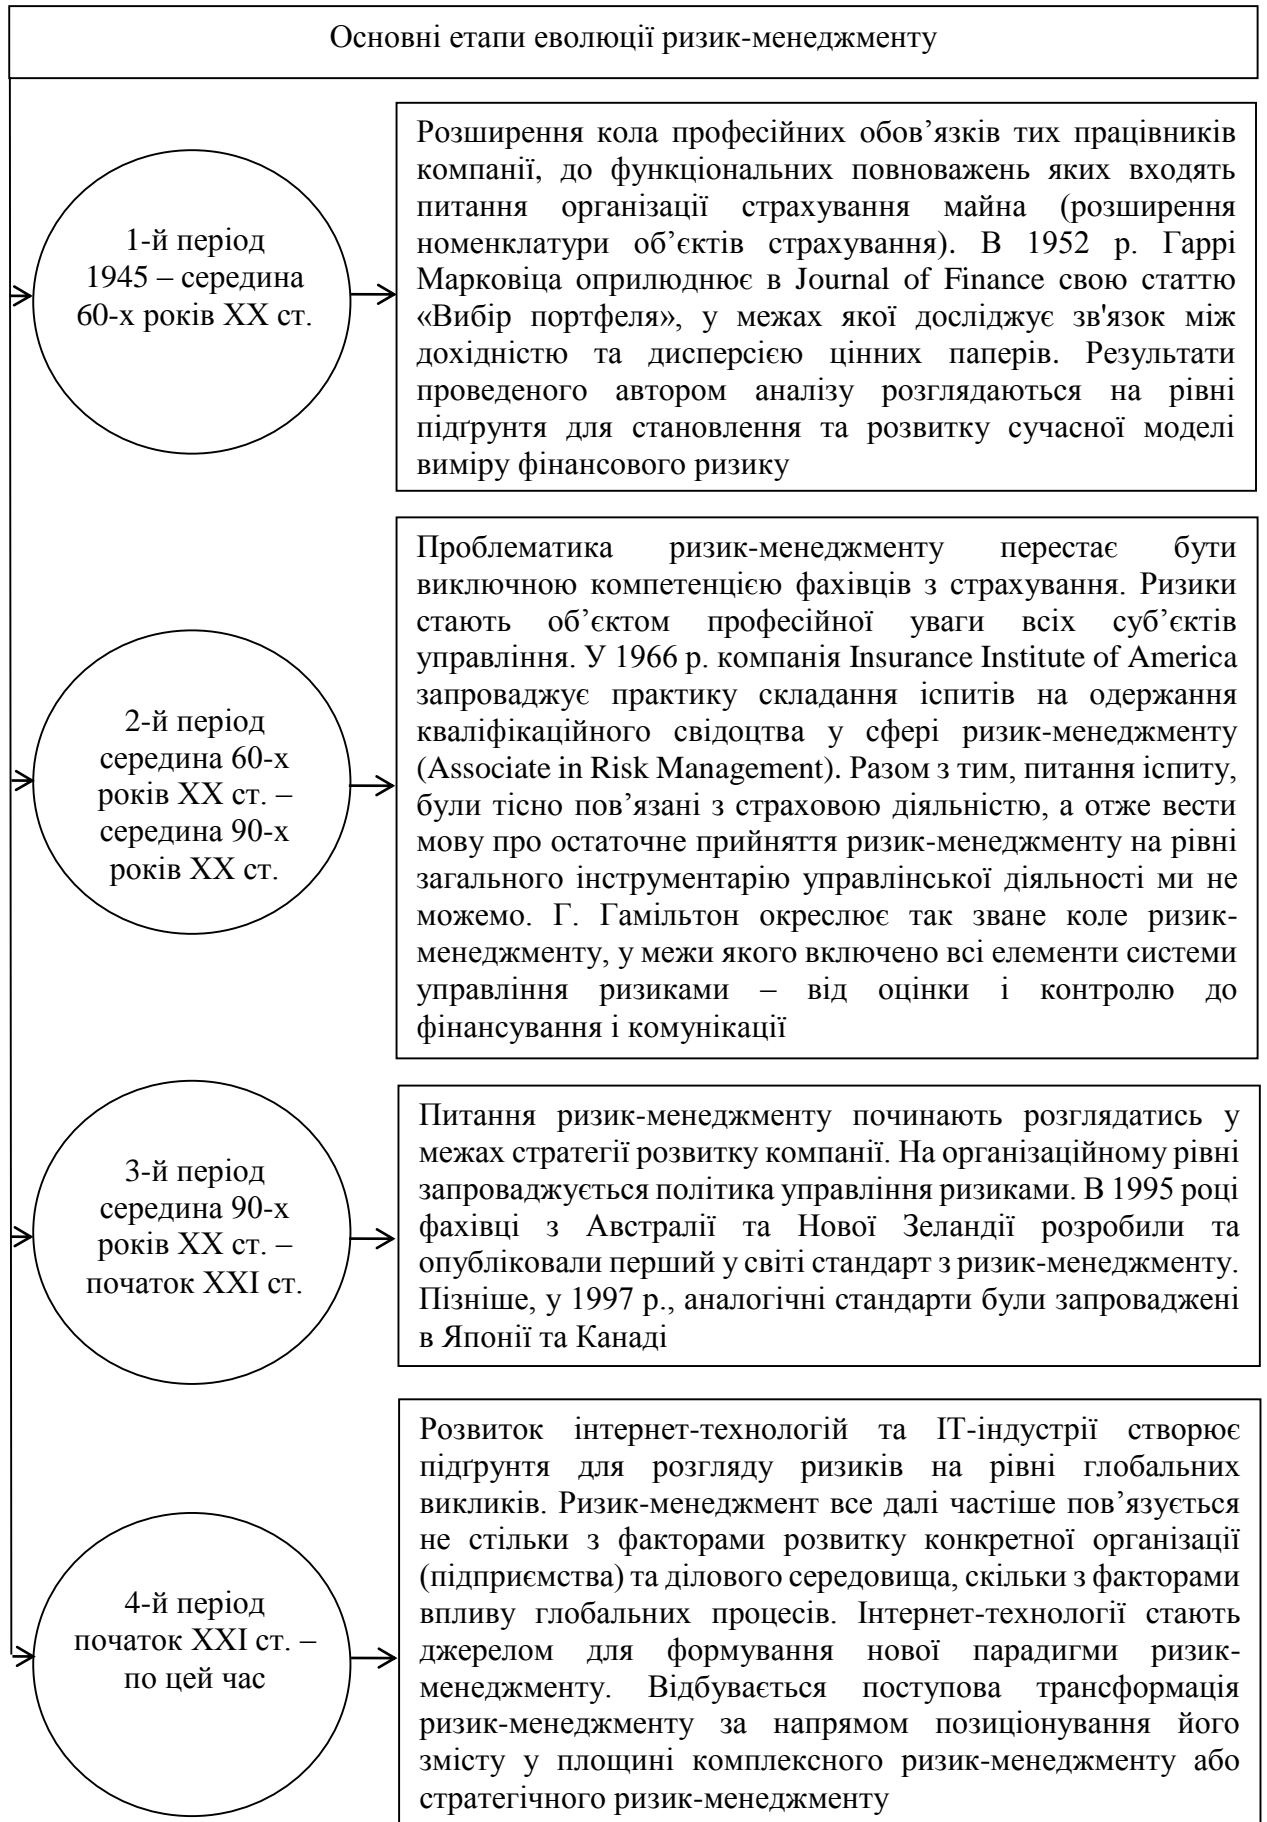 Основні етапи еволюції ризик-менеджменту
1-й період
1945 – середина
60-х років XX ст.
Розширення кола професійних обов’язків тих працівників
компанії, до функціональних повноважень яких входять
питання організації страхування майна (розширення
номенклатури об’єктів страхування). В 1952 р. Гаррі
Марковіца оприлюднює в Journal of Finance свою статтю
«Вибір портфеля», у межах якої досліджує зв'язок між
дохідністю та дисперсією цінних паперів. Результати
проведеного автором аналізу розглядаються на рівні
підґрунтя для становлення та розвитку сучасної моделі
виміру фінансового ризику
2-й період
середина 60-х
років XX ст. –
середина 90-х
років XX ст.
Проблематика ризик-менеджменту перестає бути
виключною компетенцією фахівців з страхування. Ризики
стають об’єктом професійної уваги всіх суб’єктів
управління. У 1966 р. компанія Insurance Institute of America
запроваджує практику складання іспитів на одержання
кваліфікаційного свідоцтва у сфері ризик-менеджменту
(Associate in Risk Management). Разом з тим, питання іспиту,
були тісно пов’язані з страховою діяльністю, а отже вести
мову про остаточне прийняття ризик-менеджменту на рівні
загального інструментарію управлінської діяльності ми не
можемо. Г. Гамільтон окреслює так зване коле ризик-
менеджменту, у межи якого включено всі елементи системи
управління ризиками – від оцінки і контролю до
фінансування і комунікації
3-й період
середина 90-х
років XX ст. –
початок XXI ст.
Питання ризик-менеджменту починають розглядатись у
межах стратегії розвитку компанії. На організаційному рівні
запроваджується політика управління ризиками. В 1995 році
фахівці з Австралії та Нової Зеландії розробили та
опубліковали перший у світі стандарт з ризик-менеджменту.
Пізніше, у 1997 р., аналогічні стандарти були запроваджені
в Японії та Канаді
4-й період
початок XXI ст. –
по цей час
Розвиток інтернет-технологій та ІТ-індустрії створює
підґрунтя для розгляду ризиків на рівні глобальних
викликів. Ризик-менеджмент все далі частіше пов’язується
не стільки з факторами розвитку конкретної організації
(підприємства) та ділового середовища, скільки з факторами
впливу глобальних процесів. Інтернет-технології стають
джерелом для формування нової парадигми ризик-
менеджменту. Відбувається поступова трансформація
ризик-менеджменту за напрямом позиціонування його
змісту у площині комплексного ризик-менеджменту або
стратегічного ризик-менеджменту